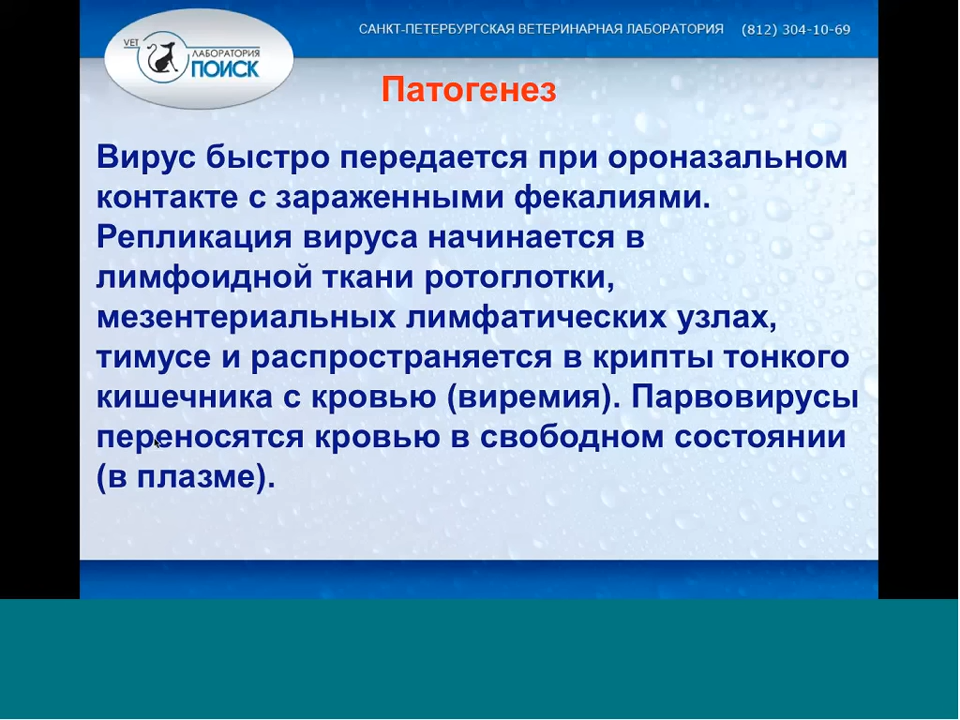 САНКТ-ПЕТЕРБУРГСКАЯ ВЕТЕРИНАРНАЯ ЛАБОРАТОРИЯ (812) 304-10-69
VET
ЛАБОРАТОРИЯ
ПОИСК
Патогенез
Вирус быстро передается при ороназальном
контакте с зараженными фекалиями.
Репликация вируса начинается в
лимфоидной ткани ротоглотки,
мезентериальных лимфатических узлах,
тимусе и распространяется в крипты тонкого
кишечника с кровью (виремия). Парвовирусы
переносятся кровью в свободном состоянии
(в плазме).